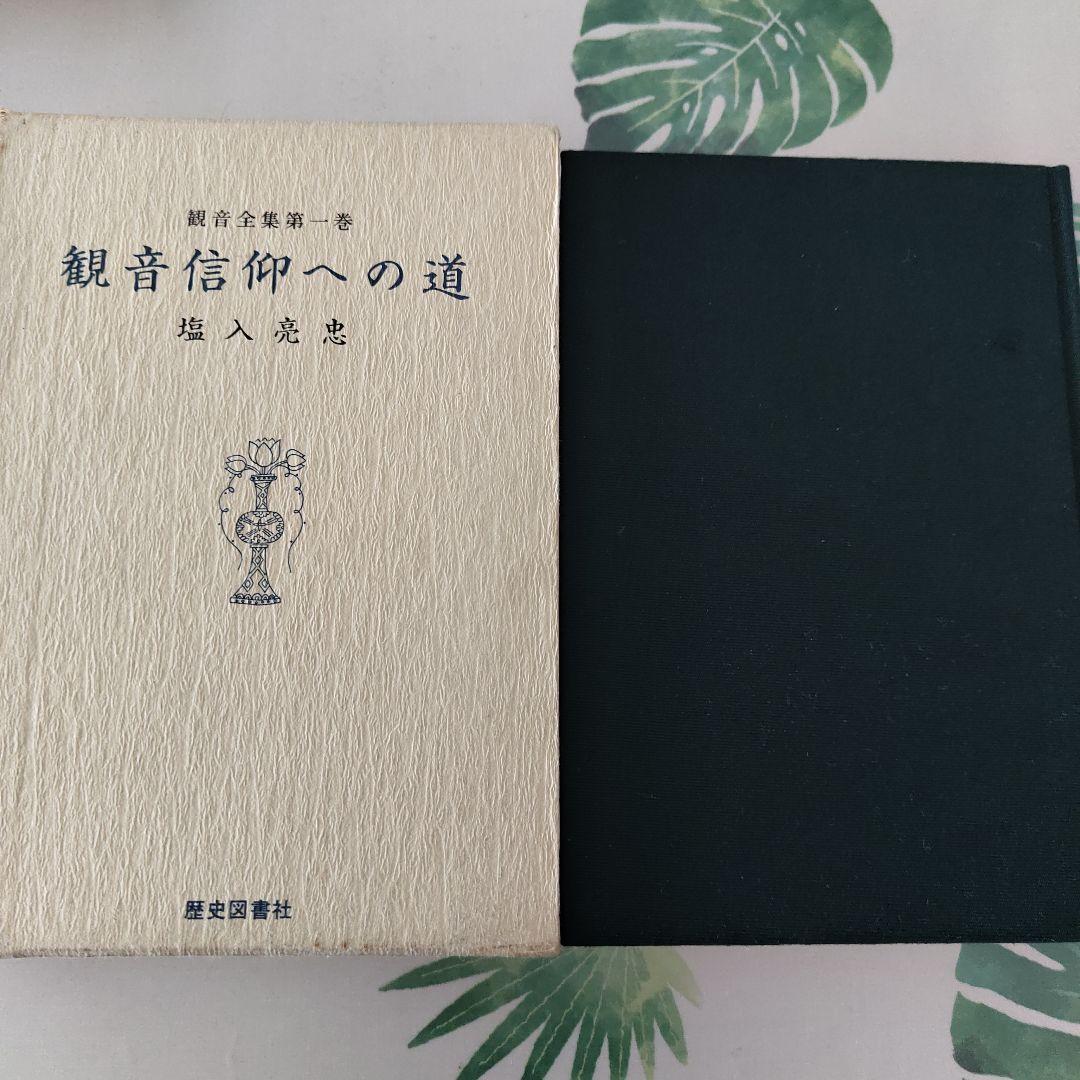 観音全集第一巻
観音信仰への道
塩入亮忠
歴史図書社